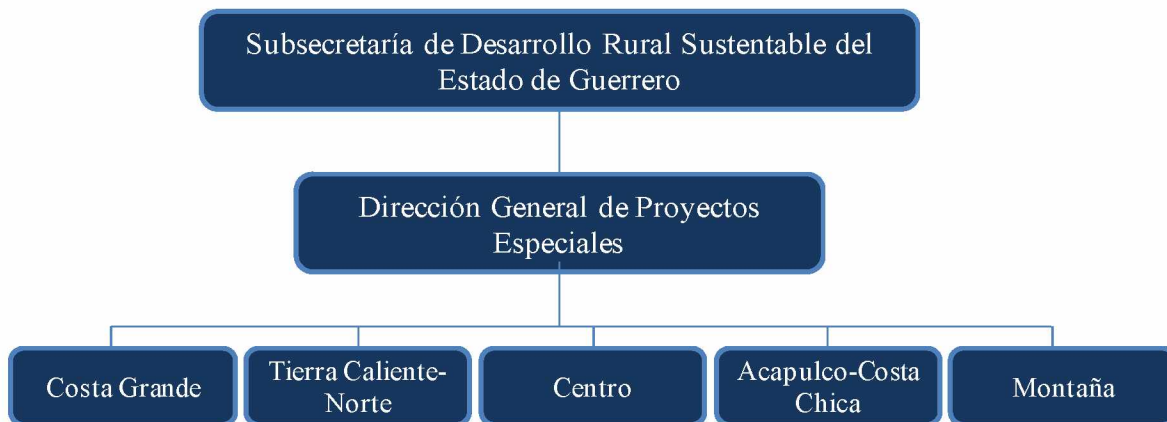 Subsecretaría de Desarrollo Rural Sustentable del
Estado de Guerrero
Dirección General de Proyectos
Especiales
Costa Grande
Tierra Caliente-
Norte
Centro
Acapulco-Costa
Chica
Montaña